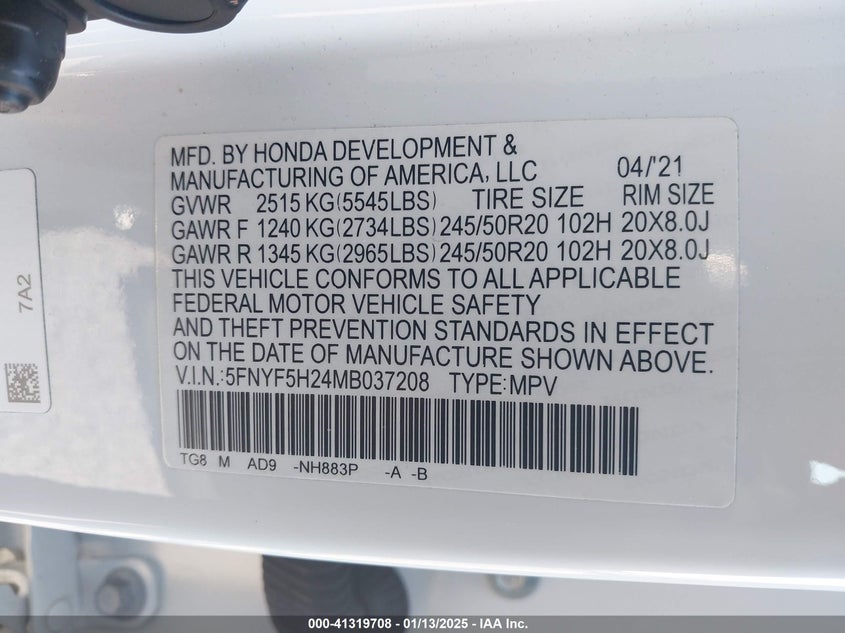 MFD. BY HONDA DEVELOPMENT &
MANUFACTURING OF AMERICA, LLC 04/'21
GVWR 2515 KG(5545LBS) TIRE SIZE RIM SIZE
GAWR F 1240 KG(2734LBS) 245/50R20 102H 20X8.0J
GAWR R 1345 KG(2965LBS) 245/50R20 102H 20X8.0J
THIS VEHICLE CONFORMS TO ALL APPLICABLE
FEDERAL MOTOR VEHICLE SAFETY
AND THEFT PREVENTION STANDARDS IN EFFECT
ON THE DATE OF MANUFACTURE SHOWN ABOVE.
V.I.N.:5FNYF5H24MB037208 TYPE:MPV
TG8 M AD9 -NH883P -A -B
7A2
000-41319708 - 01/13/2025 - IAA Inc.